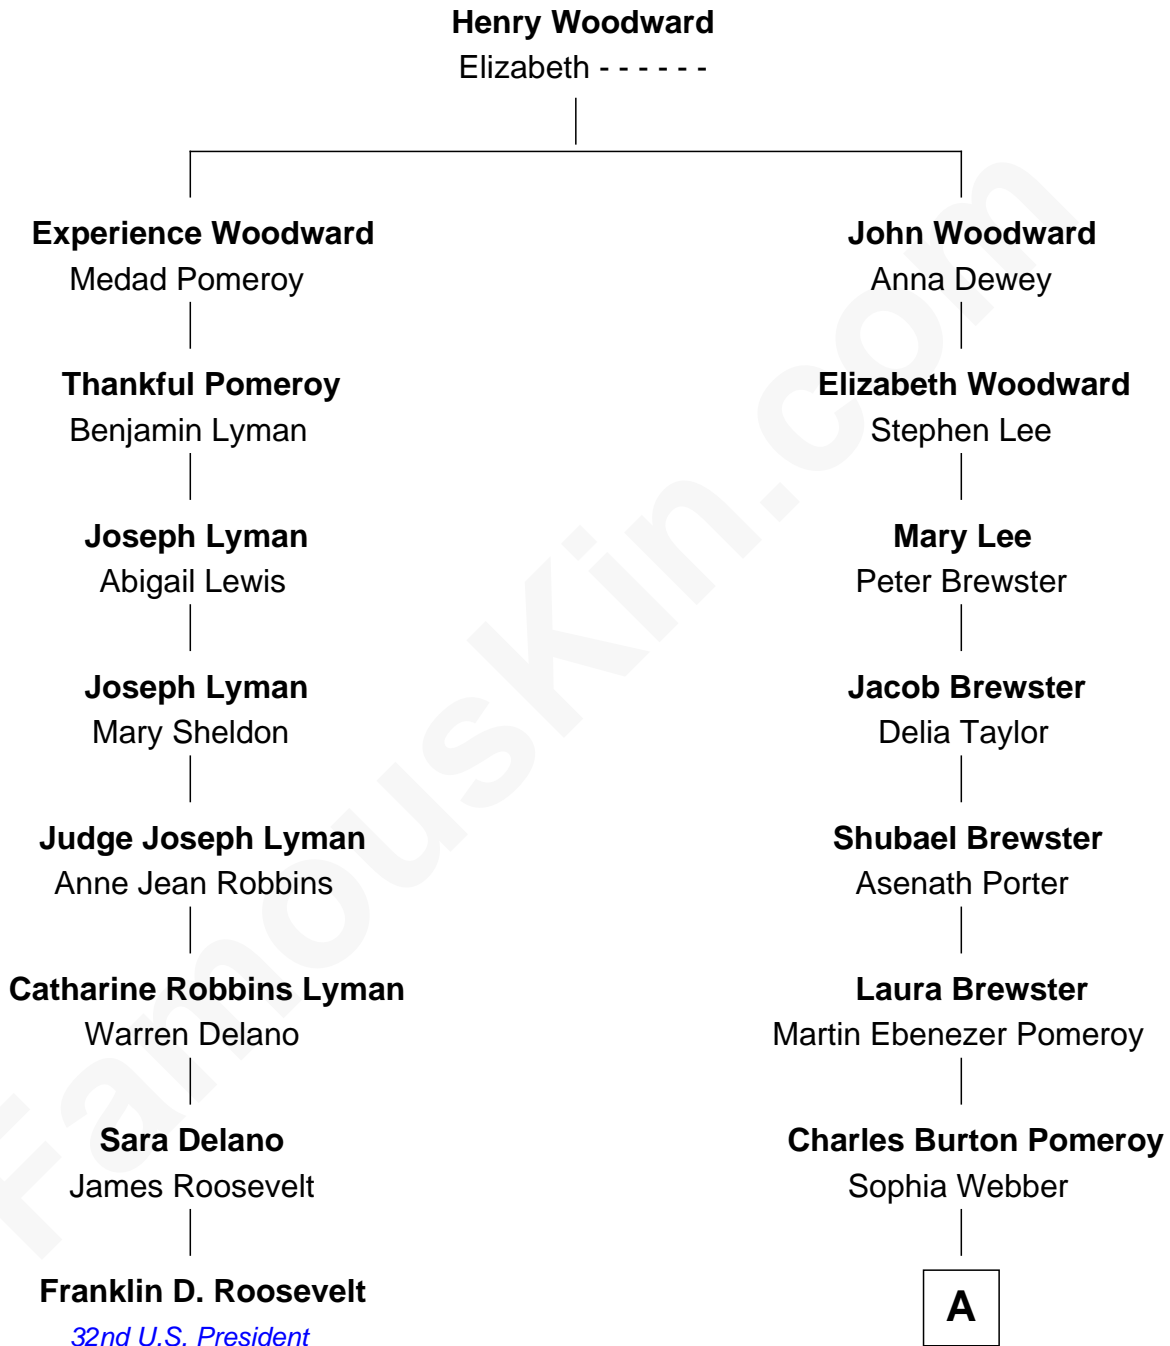 Henry Woodward
Elizabeth - - - - - -
Experience Woodward
Medad Pomeroy
Thankful Pomeroy
Benjamin Lyman
Joseph Lyman
Abigail Lewis
Joseph Lyman
Mary Sheldon
Judge Joseph Lyman
Anne Jean Robbins
Catharine Robbins Lyman
Warren Delano
Sara Delano
James Roosevelt
Franklin D. Roosevelt
32nd U.S. President
John Woodward
Anna Dewey
Elizabeth Woodward
Stephen Lee
Mary Lee
Peter Brewster
Jacob Brewster
Delia Taylor
Shubael Brewster
Asenath Porter
Laura Brewster
Martin Ebenezer Pomeroy
Charles Burton Pomeroy
Sophia Webber
A
FamousKin.com